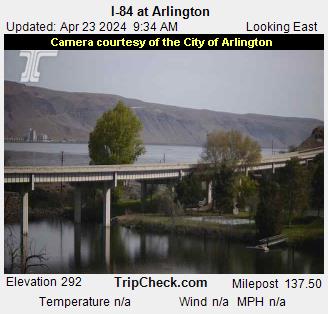 I-84 at Arlington
Updated: Apr 23 2024 9:34 AM Looking East
Camera courtesy of the City of Arlington
Elevation 292 TripCheck.com Milepost 137.50
Temperature n/a Wind n/a MPH n/a